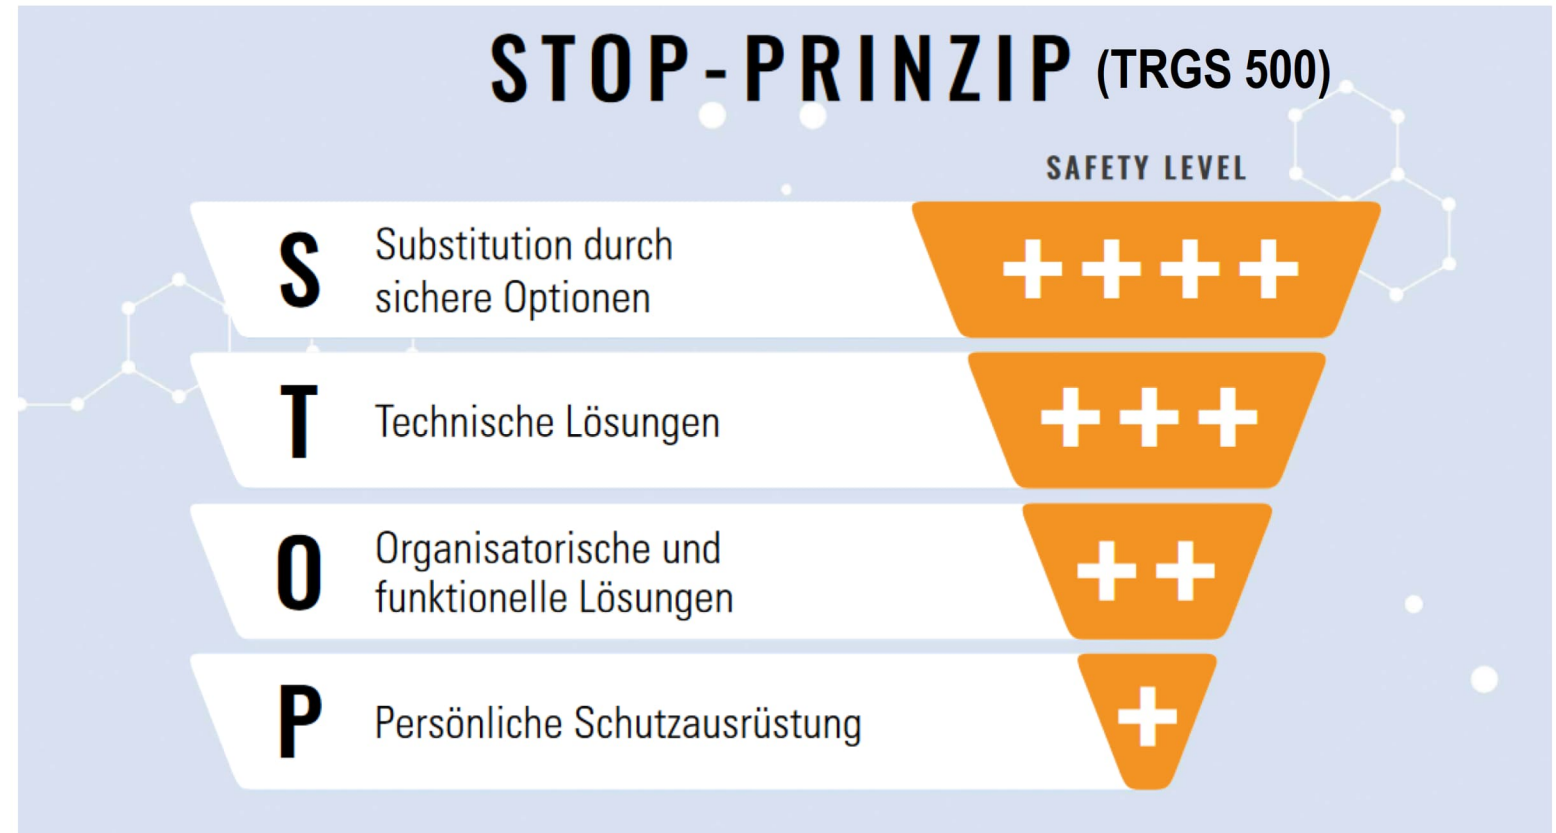 STOP-PRINZIP (TRGS 500)
SAFETY LEVEL
S
Substitution durch
sichere Optionen
++++
T
Technische Lösungen
+++
O
Organisatorische und
funktionelle Lösungen
++
P
Persönliche Schutzausrüstung
+